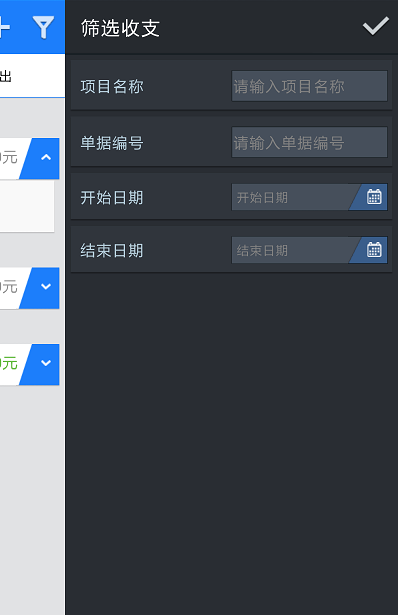 筛选收支
出
项目名称 请输入项目名称
单据编号 请输入单据编号
开始日期 开始日期
结束日期 结束日期
元
元
元